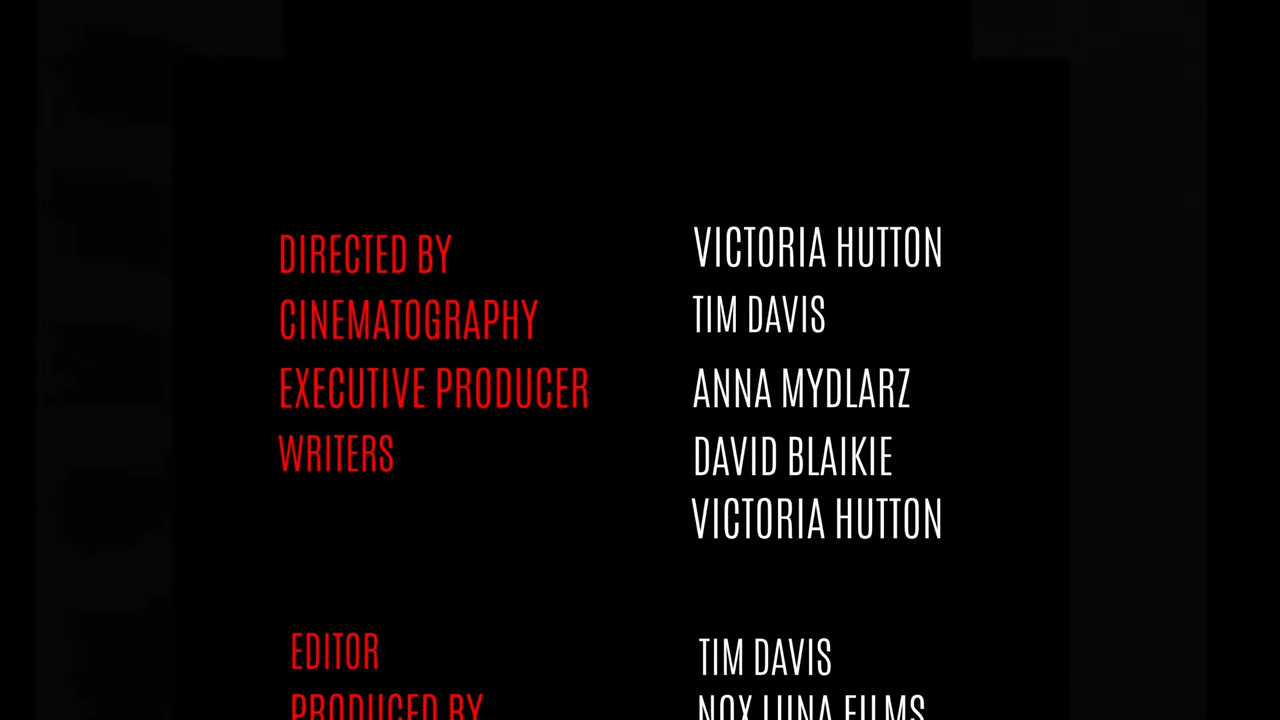 DIRECTED BY VICTORIA HUTTON
CINEMATOGRAPHY TIM DAVIS
EXECUTIVE PRODUCER ANNA MYDLARZ
WRITERS DAVID BLAIKIE
VICTORIA HUTTON
EDITOR TIM DAVIS
PRODUCED BY NOX LUNA FILMS